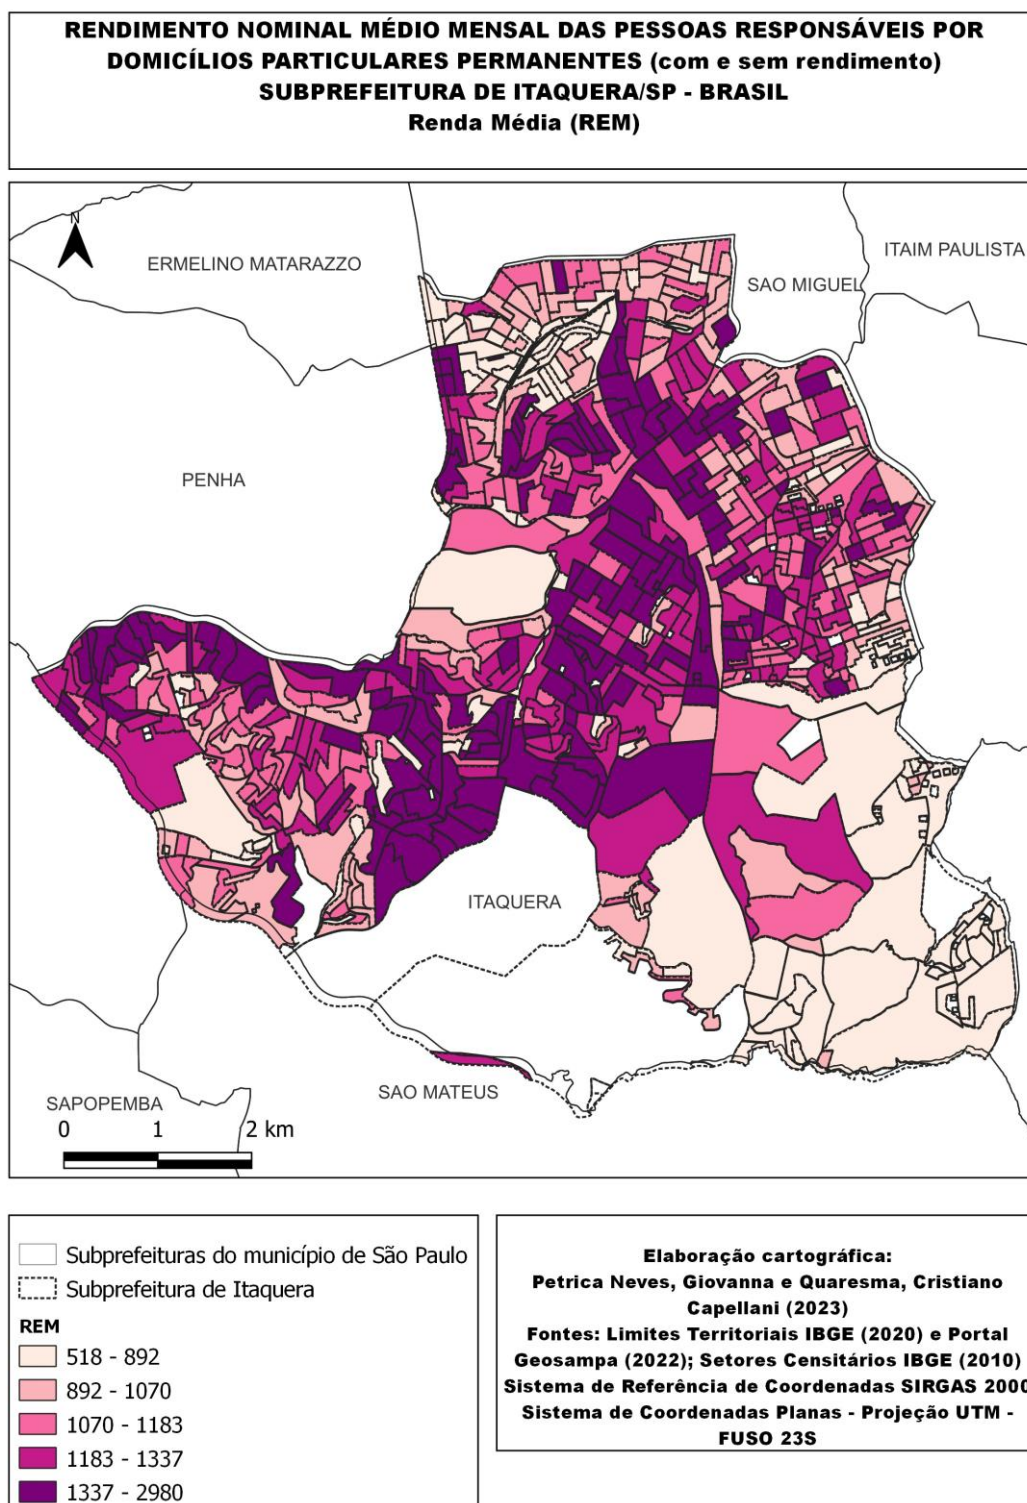 RENDIMENTO NOMINAL MÉDIO MENSAL DAS PESSOAS RESPONSÁVEIS POR
DOMICÍLIOS PARTICULARES PERMANENTES (com e sem rendimento)
SUBPREFEITURA DE ITAQUERA/SP - BRASIL
Renda Média (REM)
N
ERMELINO MATARAZZO
ITAIM PAULISTA
SAO MIGUEL
PENHA
ITAQUERA
SAO MATEUS
SAPOPEMBA
0 1 2 km
Subprefeituras do município de São Paulo
Subprefeitura de Itaquera
REM
518 - 892
892 - 1070
1070 - 1183
1183 - 1337
1337 - 2980
Elaboração cartográfica:
Petrica Neves, Giovanna e Quaresma, Cristiano
Capellani (2023)
Fontes: Limites Territoriais IBGE (2020) e Portal
Geosampa (2022); Setores Censitários IBGE (2010)
Sistema de Referência de Coordenadas SIRGAS 2000
Sistema de Coordenadas Planas - Projeção UTM -
FUSO 23S